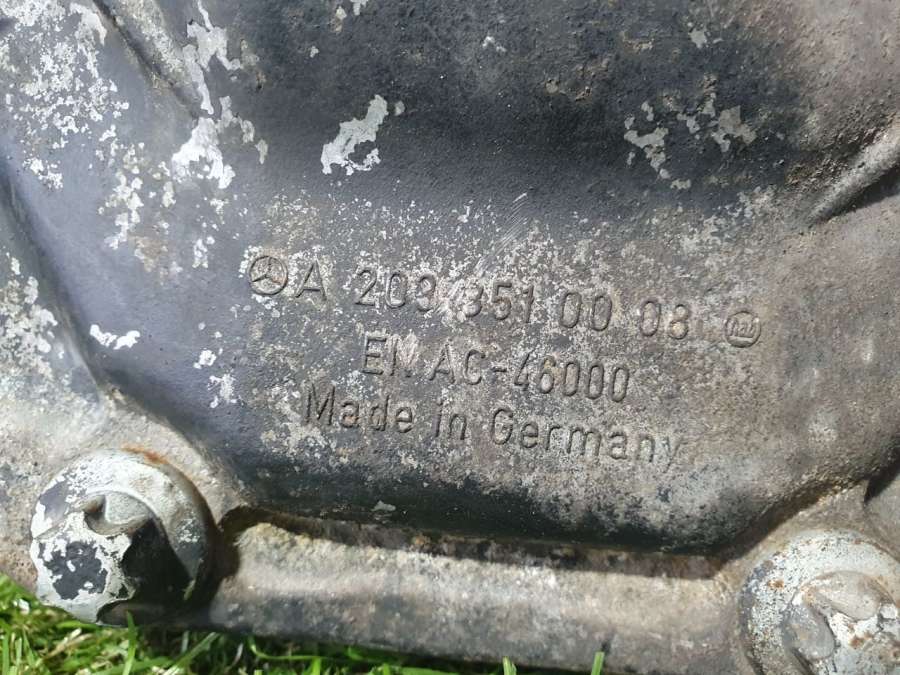 A 203 351 00 08
EN AC-46000
Made in Germany